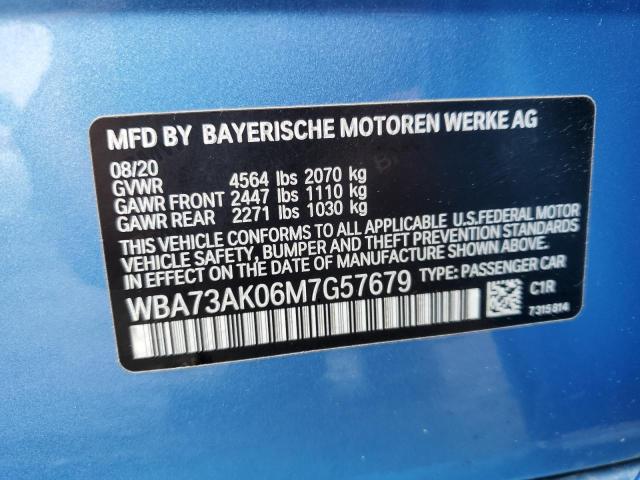 MFD BY BAYERISCHE MOTOREN WERKE AG
08/20
GVWR 4564 lbs 2070 kg
GAWR FRONT 2447 lbs 1110 kg
GAWR REAR 2271 lbs 1030 kg
THIS VEHICLE CONFORMS TO ALL APPLICABLE U.S.FEDERAL MOTOR
VEHICLE SAFETY, BUMPER AND THEFT PREVENTION STANDARDS
IN EFFECT ON THE DATE OF MANUFACTURE SHOWN ABOVE.
WBA73AK06M7G57679 TYPE: PASSENGER CAR
C1R
7315814